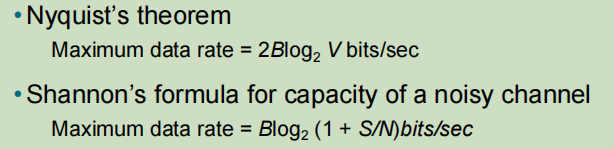 • Nyquist's theorem
Maximum data rate = 2Blog₂ V bits/sec
• Shannon's formula for capacity of a noisy channel
Maximum data rate = Blog₂ (1 + S/N)bits/sec